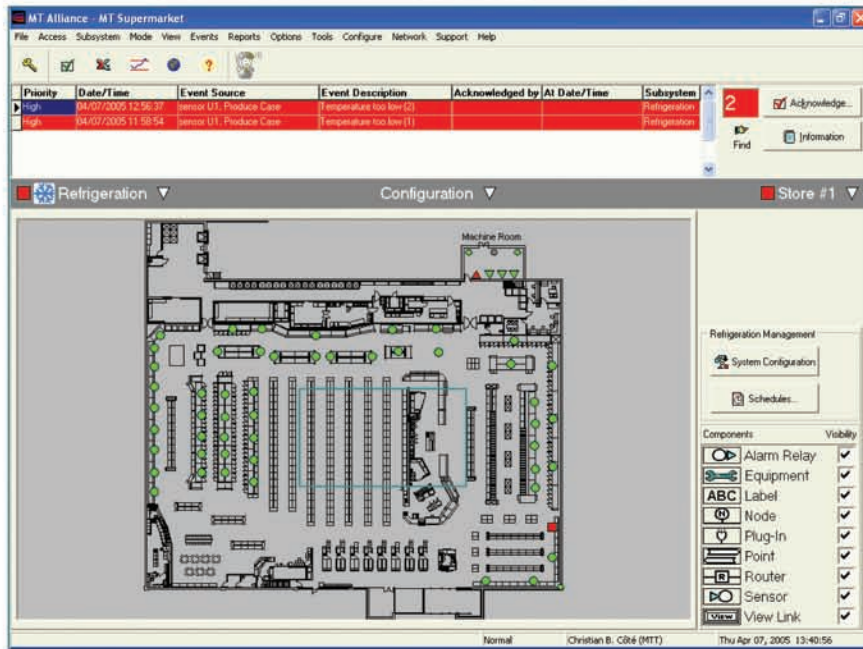 MT Alliance - MT Supermarket
File Access Subsystem Mode View Events Reports Options Tools Configure Network Support Help
Priority Date/Time Event Source Event Description Acknowledged by At Date/Time Subsystem
High 04/07/2005 12:56:37 sensor U1, Produce Case Temperature too low (2) Refrigeration
High 04/07/2005 11:58:54 sensor U1, Produce Case Temperature too low (1) Refrigeration
2
Acknowledge...
Find
Information
Refrigeration Configuration Store #1
Machine Room
Refrigeration Management
System Configuration
Schedules...
Components Visibility
Alarm Relay
Equipment
ABC Label
N Node
Plug-In
Point
R Router
Sensor
VIEW View Link
Normal Christian B. Côté (MTT) Thu Apr 07, 2005 13:40:56